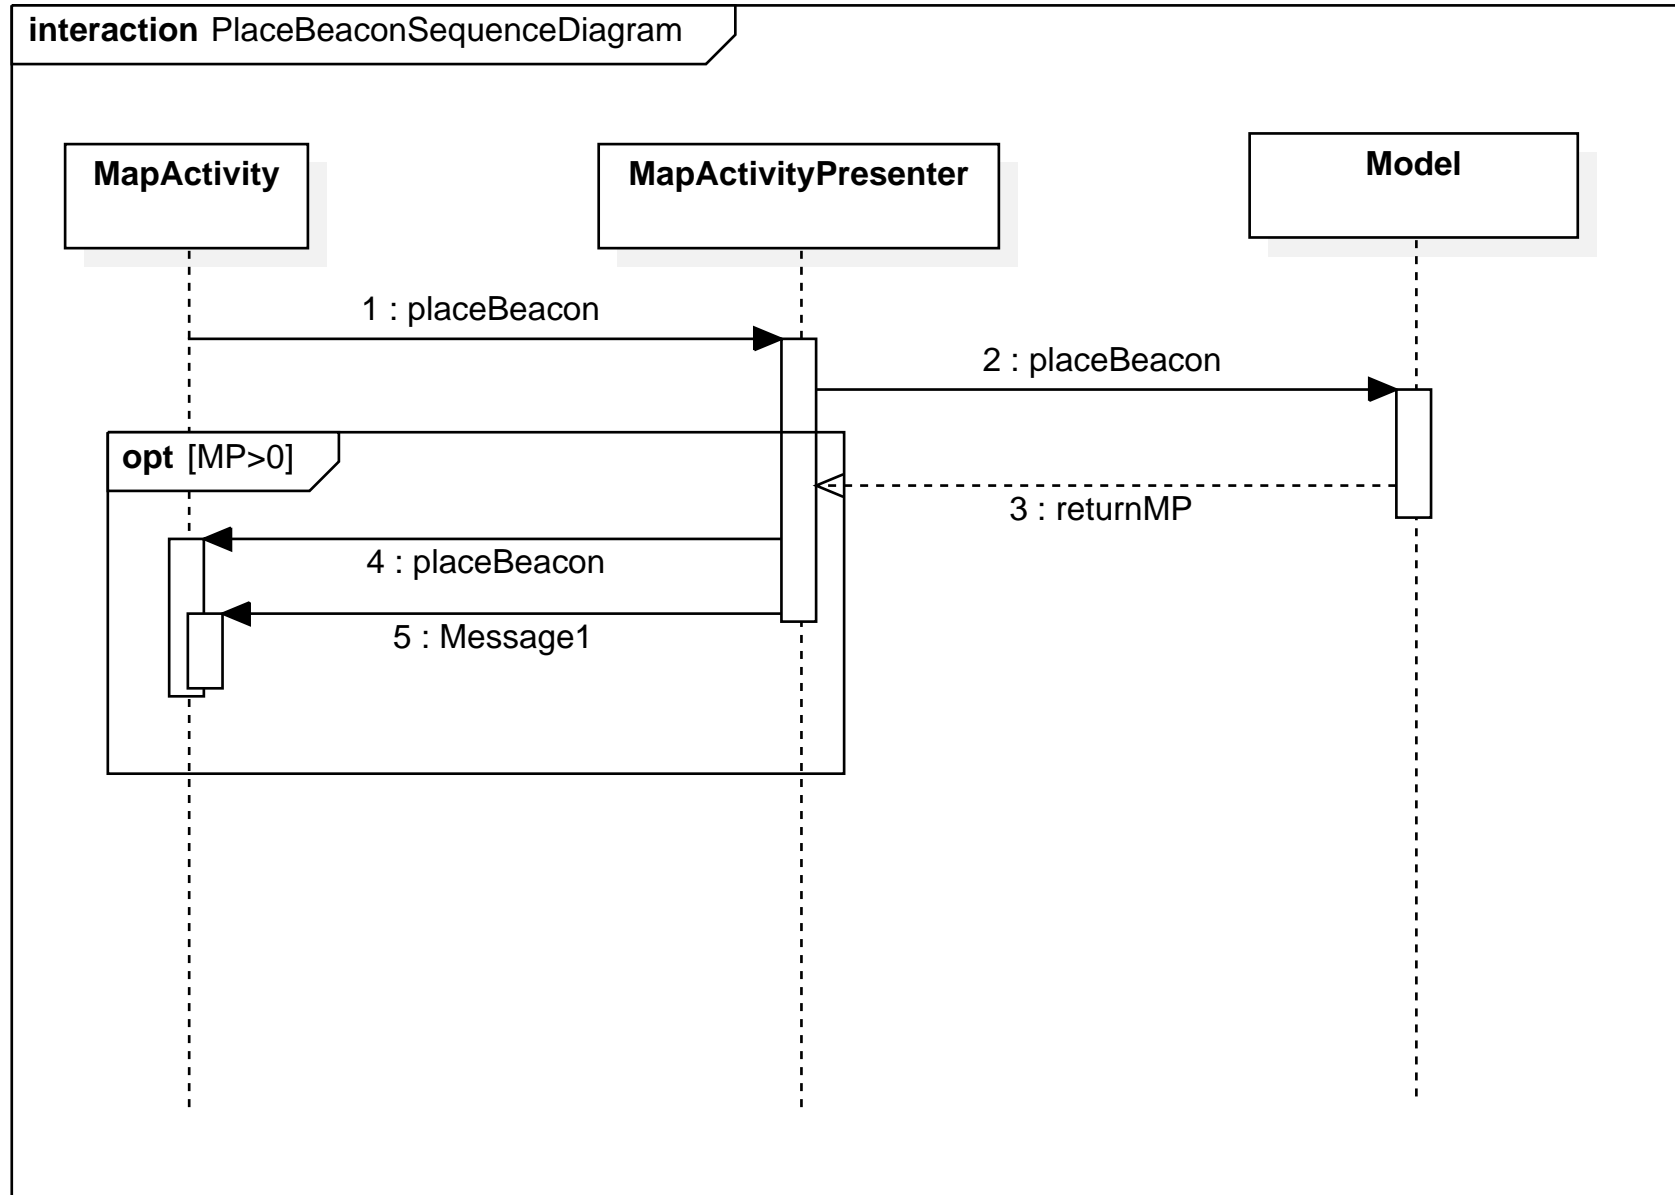 interaction PlaceBeaconSequenceDiagram
MapActivity
MapActivityPresenter
Model
1 : placeBeacon
2 : placeBeacon
opt [MP>0]
3 : returnMP
4 : placeBeacon
5 : Message1